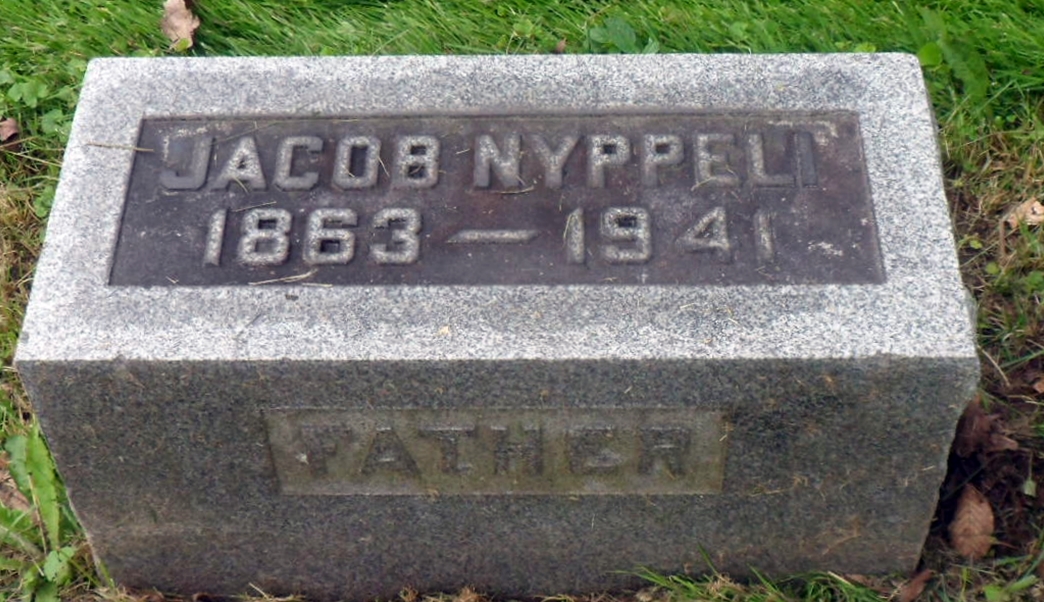 JACOB NYPPELT
1863 — 1941
FATHER